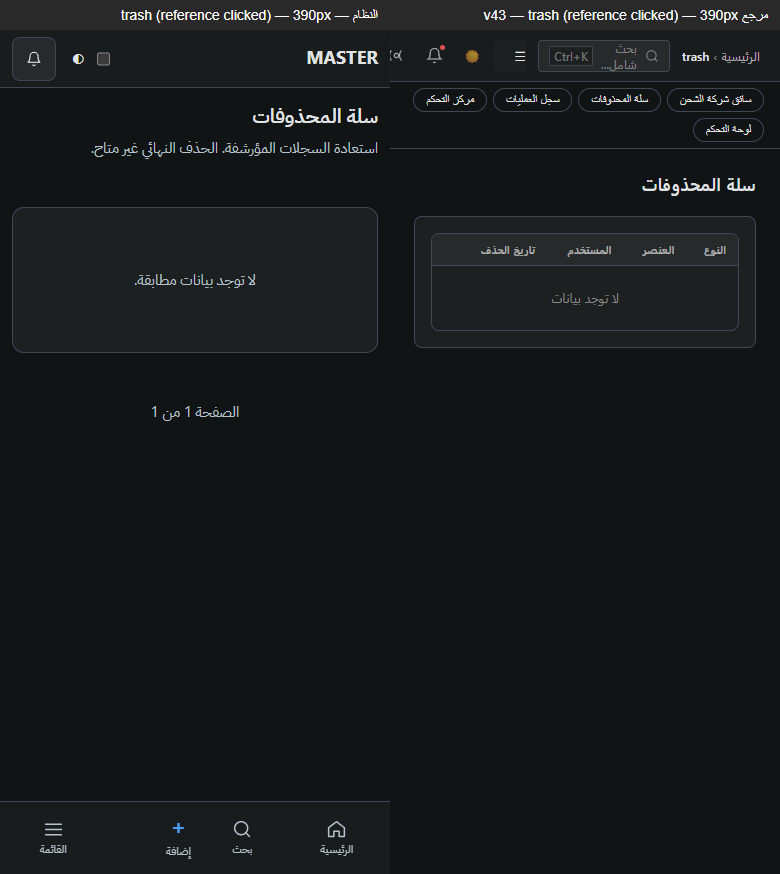 مرجع v43 — trash (reference clicked) — 390px
الرئيسية › trash
بحث شامل...
Ctrl+K
سائق شركة الشحن
سلة المحذوفات
سجل العمليات
مركز التحكم
لوحة التحكم
سلة المحذوفات
النوع العنصر المستخدم تاريخ الحذف
لا توجد بيانات
النظام — trash (reference clicked) — 390px
MASTER
سلة المحذوفات
استعادة السجلات المؤرشفة. الحذف النهائي غير متاح.
لا توجد بيانات مطابقة.
الصفحة 1 من 1
الرئيسية
بحث
إضافة
القائمة